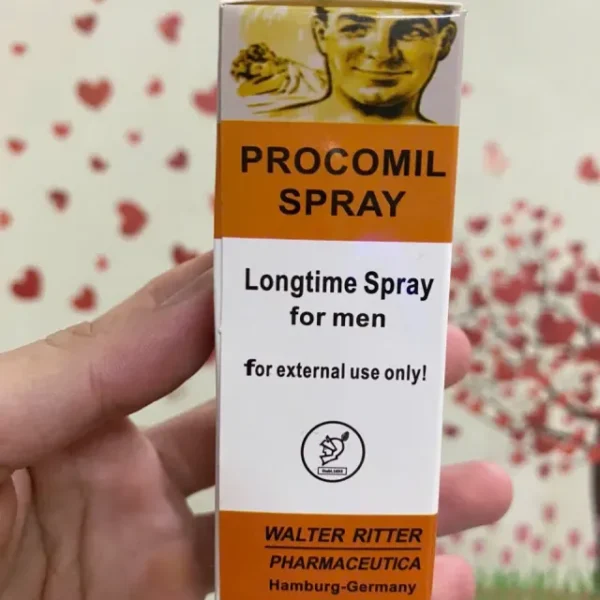 PROCOMIL
SPRAY
Longtime Spray
for men
for external use only!
WALTER RITTER
PHARMACEUTICA
Hamburg-Germany